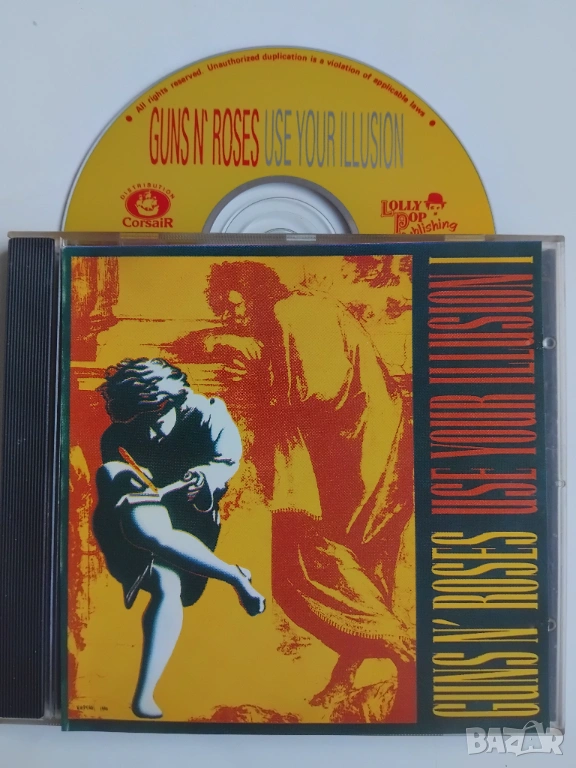 ● All rights reserved. Unauthorized duplication is a violation of applicable laws ●
GUNS N' ROSES USE YOUR ILLUSION
DISTRIBUTION
CorsaiR
LOLLY
POP
Publishing
GUNS N' ROSES USE YOUR ILLUSION I
BAZAR